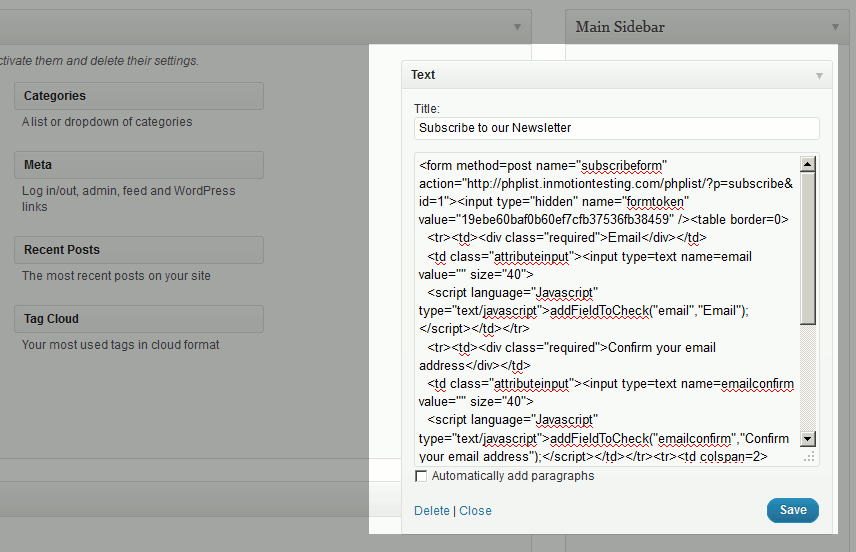 Main Sidebar
ctivate them and delete their settings.
Categories
A list or dropdown of categories
Meta
Log in/out, admin, feed and WordPress
links
Recent Posts
The most recent posts on your site
Tag Cloud
Your most used tags in cloud format
Text
Title:
Subscribe to our Newsletter
<form method=post name="subscribeform"
action="http://phplist.inmotiontesting.com/phplist/?p=subscribe&
id=1"><input type="hidden" name="formtoken"
value="19ebe60baf0b60ef7cfb37536fb38459" /><table border=0>
<tr><td><div class="required">Email</div></td>
<td class="attributeinput"><input type=text name=email
value="" size="40">
<script language="Javascript"
type="text/javascript">addFieldToCheck("email","Email");
</script></td></tr>
<tr><td><div class="required">Confirm your email
address</div></td>
<td class="attributeinput"><input type=text name=emailconfirm
value="" size="40">
<script language="Javascript"
type="text/javascript">addFieldToCheck("emailconfirm","Confirm
your email address");</script></td></tr><tr><td colspan=2>
Automatically add paragraphs
Delete | Close
Save